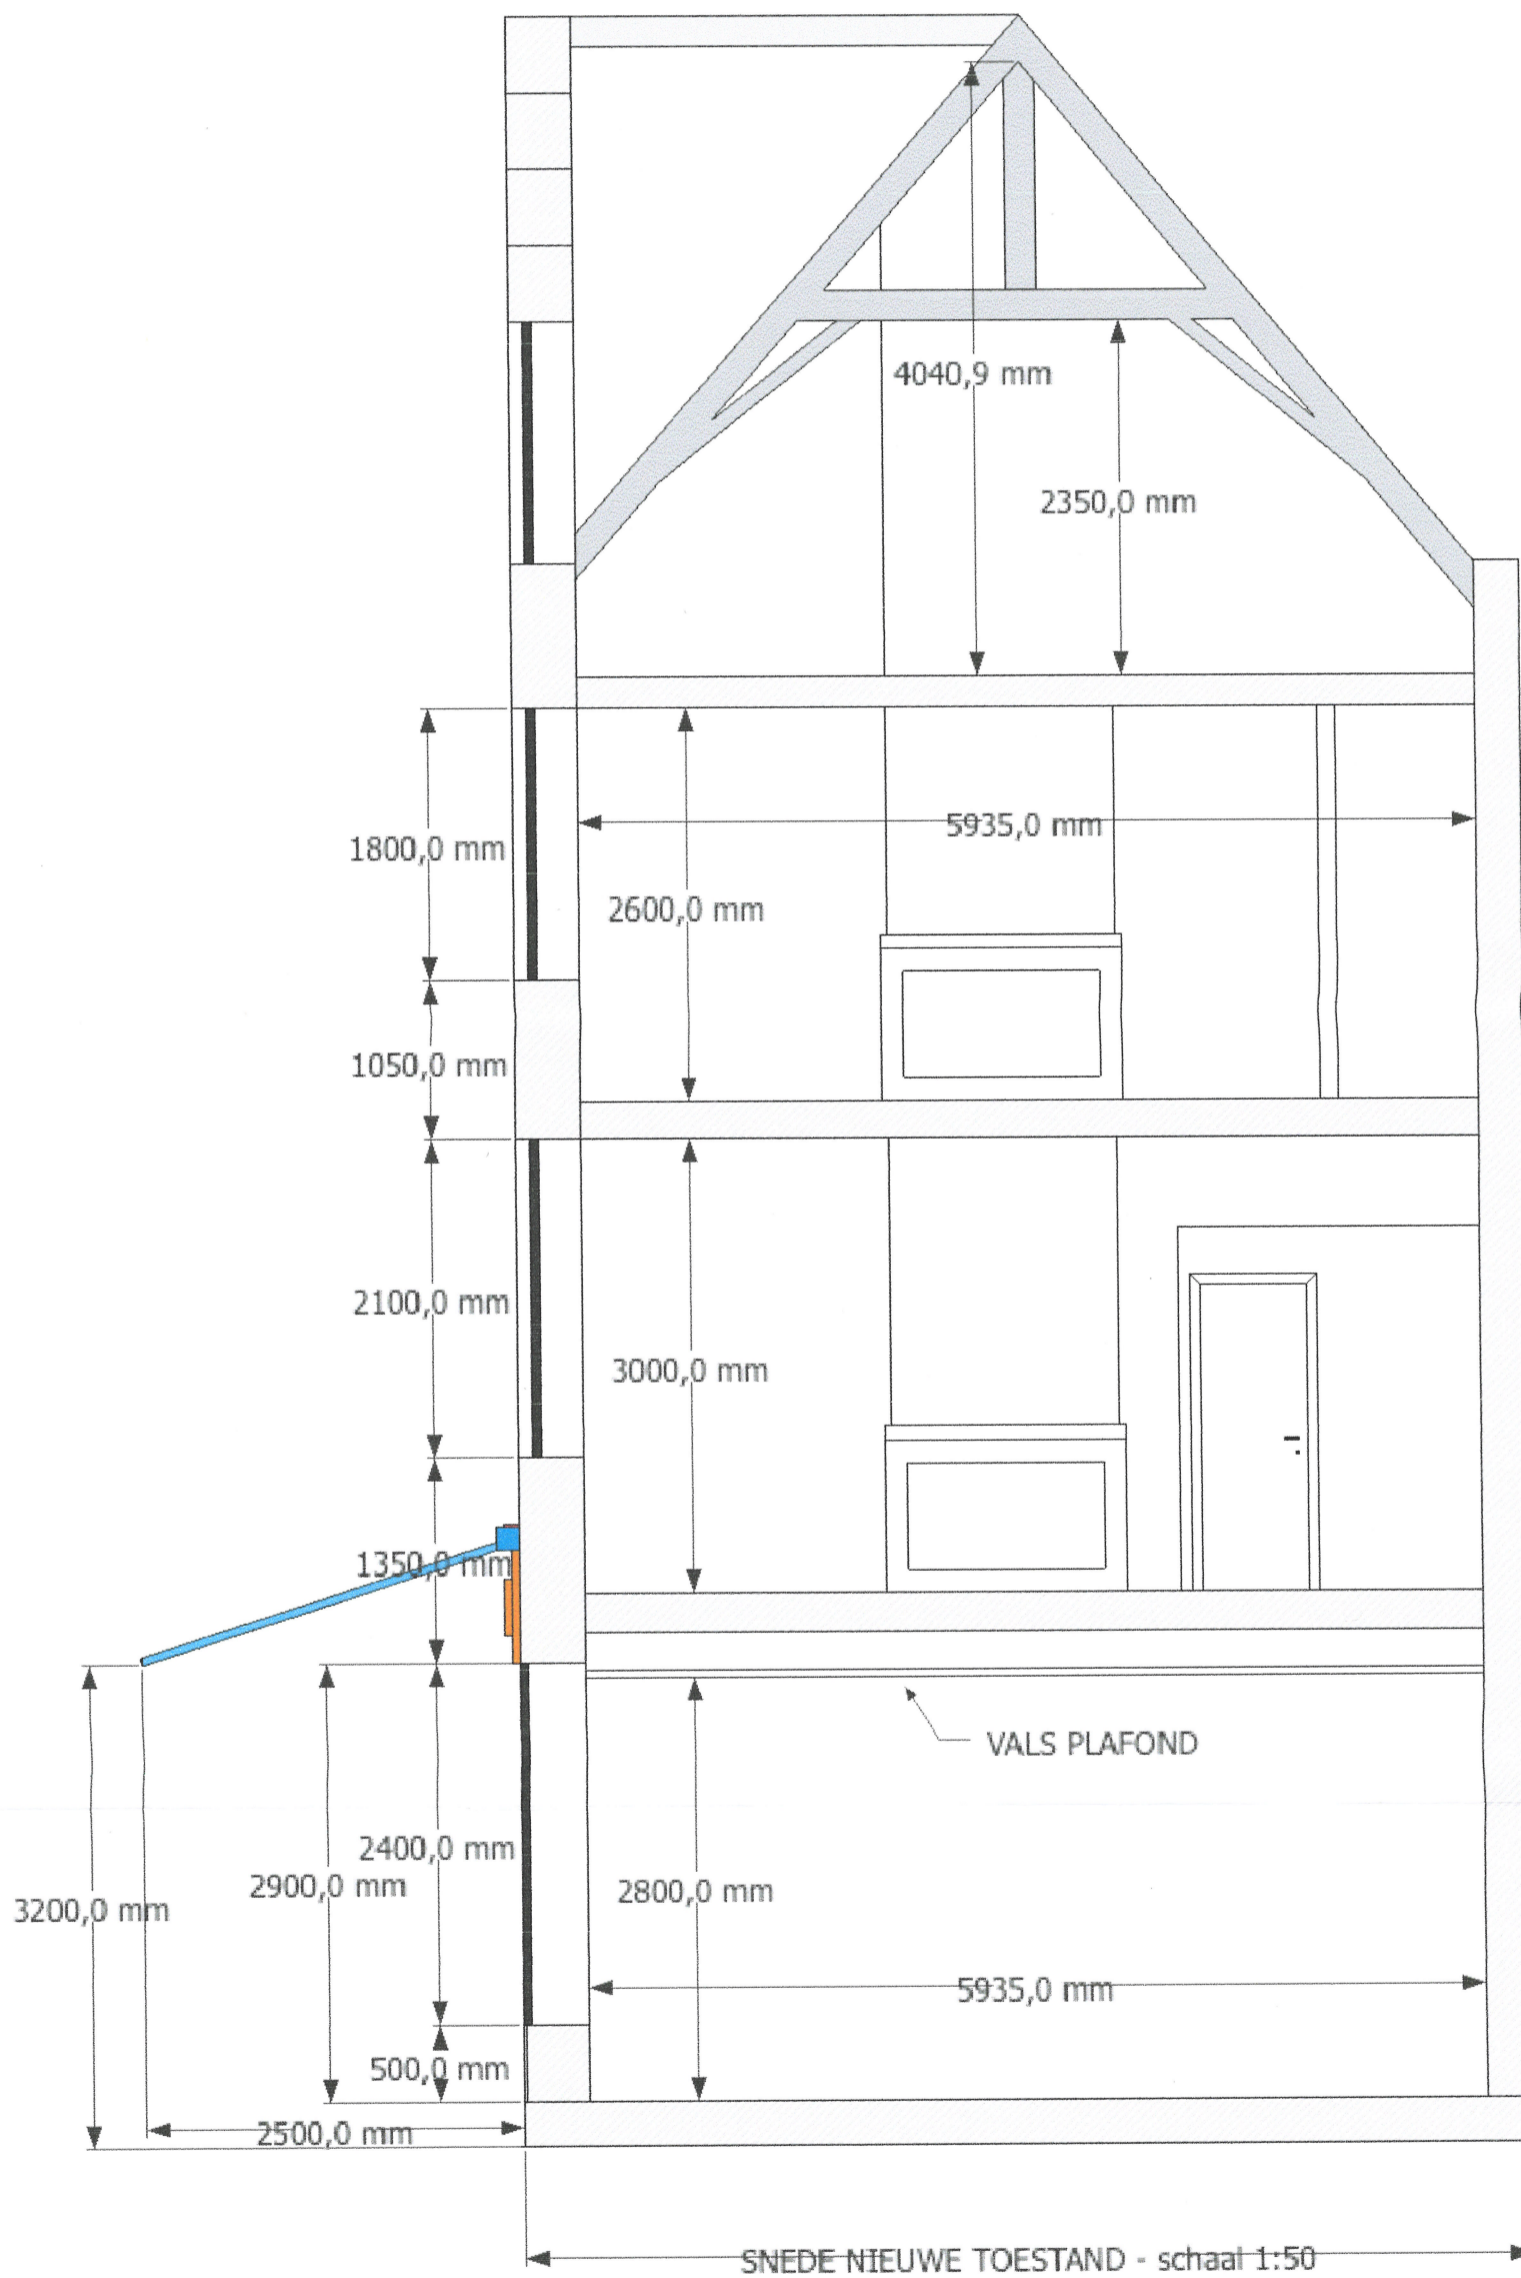 4040,9 mm
2350,0 mm
5935,0 mm
1800,0 mm
2600,0 mm
1050,0 mm
2100,0 mm
3000,0 mm
1350,0 mm
VALS PLAFOND
2400,0 mm
2900,0 mm
2800,0 mm
3200,0 mm
5935,0 mm
500,0 mm
2500,0 mm
SNEDE NIEUWE TOESTAND - schaal 1:50